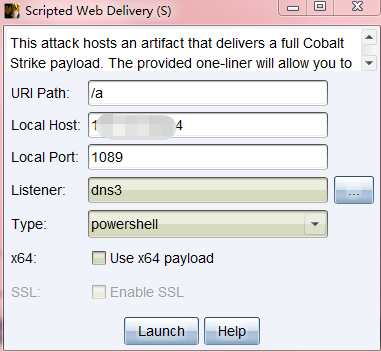 Scripted Web Delivery (S)
This attack hosts an artifact that delivers a full Cobalt
Strike payload. The provided one-liner will allow you to
URI Path: /a
Local Host: 1 4
Local Port: 1089
Listener: dns3 ...
Type: powershell
x64: Use x64 payload
SSL: Enable SSL
Launch Help